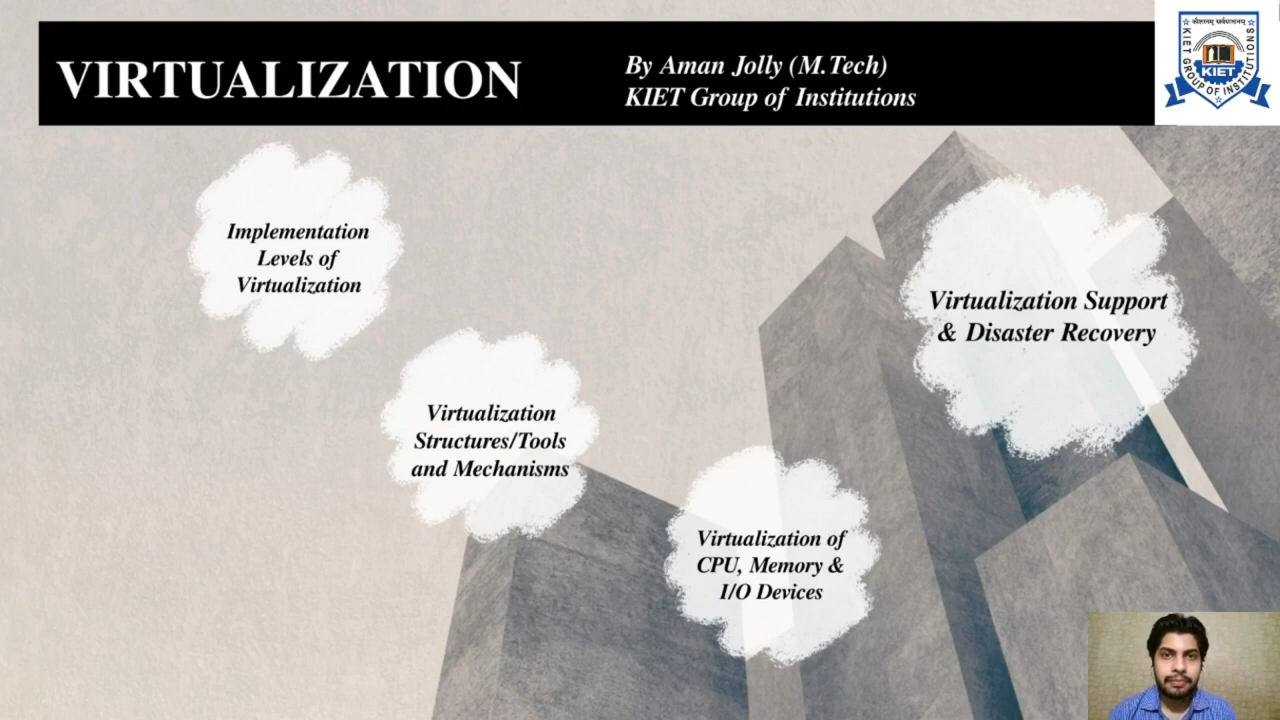 VIRTUALIZATION
By Aman Jolly (M.Tech)
KIET Group of Institutions
KIET GROUP OF INSTITUTIONS
KIET
Implementation
Levels of
Virtualization
Virtualization
Structures/Tools
and Mechanisms
Virtualization of
CPU, Memory &
I/O Devices
Virtualization Support
& Disaster Recovery